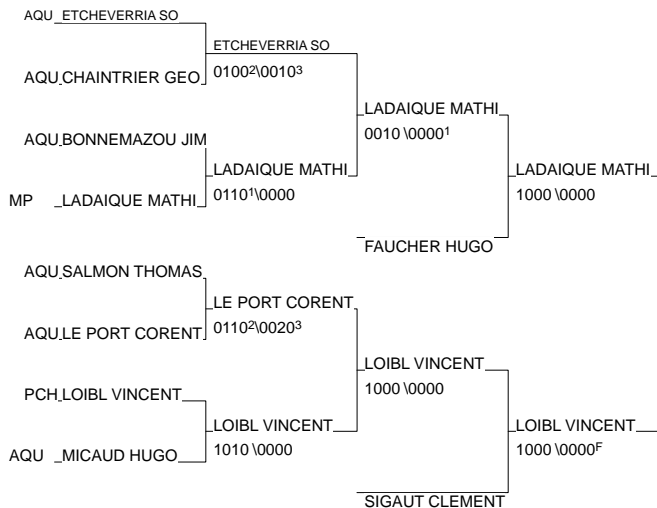 AQU ETCHEVERRIA SO
ETCHEVERRIA SO
AQU CHAINTRIER GEO 0100²\0010³
LADAIQUE MATHI
AQU BONNEMAZOU JIM 0010 \0000¹
LADAIQUE MATHI LADAIQUE MATHI
MP LADAIQUE MATHI 0110¹\0000 1000 \0000
FAUCHER HUGO
AQU SALMON THOMAS
LE PORT CORENT
AQU LE PORT CORENT 0110²\0020³
LOIBL VINCENT
PCH LOIBL VINCENT 1000 \0000
LOIBL VINCENT LOIBL VINCENT
AQU MICAUD HUGO 1010 \0000 1000 \0000F
SIGAUT CLEMENT